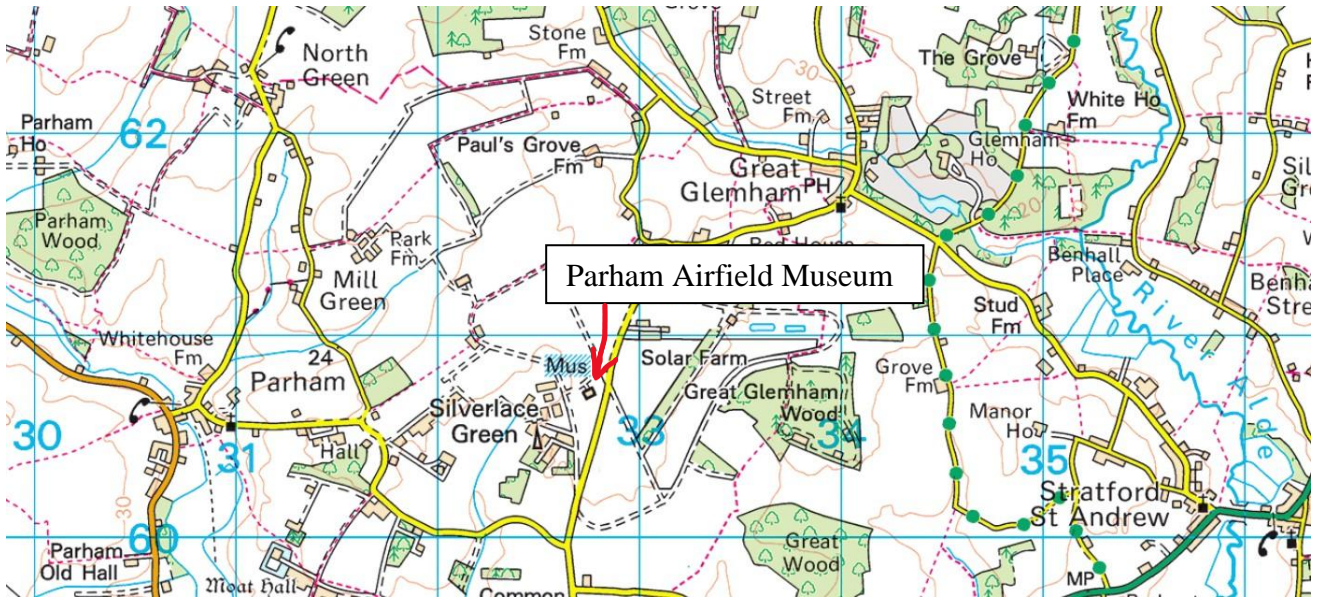 Stone
Fm
North
Green
The Grove
30
Street
Fm
White Ho
Fm
Parham
Ho
62
Paul's Grove
Fm
Glemham
Ho
Great
Glemham
PH
20
Parham
Wood
Park
Fm
Parham Airfield Museum
Benhall
Place
Mill
Green
River Alde
Stud
Fm
Whitehouse
Fm
24
Parham
Mus
Solar Farm
Grove
Fm
Great Glemham
Wood
Silverlace
Green
Manor
Ho
30
31
33
34
35
Hall
Stratford
St Andrew
30
60
Parham
Old Hall
Moat Hall
Great
Wood
MP
Common